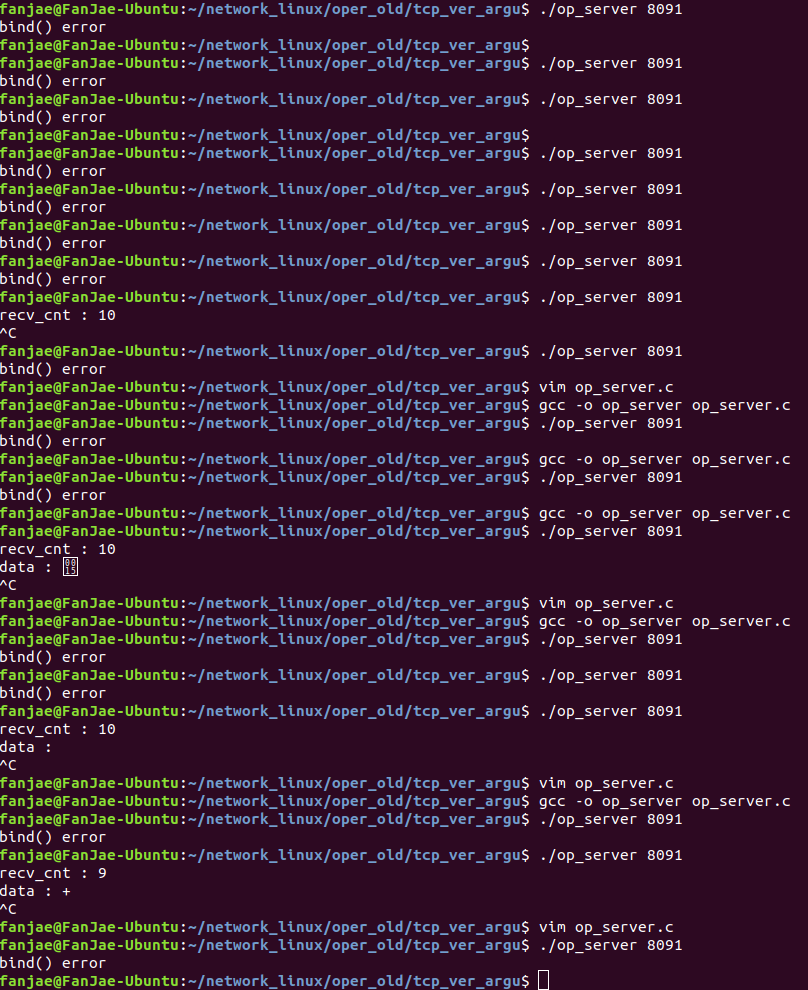 fanjae@FanJae-Ubuntu:~/network_linux/oper_old/tcp_ver_argu$ ./op_server 8091
bind() error
fanjae@FanJae-Ubuntu:~/network_linux/oper_old/tcp_ver_argu$
fanjae@FanJae-Ubuntu:~/network_linux/oper_old/tcp_ver_argu$ ./op_server 8091
bind() error
fanjae@FanJae-Ubuntu:~/network_linux/oper_old/tcp_ver_argu$ ./op_server 8091
bind() error
fanjae@FanJae-Ubuntu:~/network_linux/oper_old/tcp_ver_argu$
fanjae@FanJae-Ubuntu:~/network_linux/oper_old/tcp_ver_argu$ ./op_server 8091
bind() error
fanjae@FanJae-Ubuntu:~/network_linux/oper_old/tcp_ver_argu$ ./op_server 8091
bind() error
fanjae@FanJae-Ubuntu:~/network_linux/oper_old/tcp_ver_argu$ ./op_server 8091
bind() error
fanjae@FanJae-Ubuntu:~/network_linux/oper_old/tcp_ver_argu$ ./op_server 8091
bind() error
fanjae@FanJae-Ubuntu:~/network_linux/oper_old/tcp_ver_argu$ ./op_server 8091
recv_cnt : 10
^C
fanjae@FanJae-Ubuntu:~/network_linux/oper_old/tcp_ver_argu$ ./op_server 8091
bind() error
fanjae@FanJae-Ubuntu:~/network_linux/oper_old/tcp_ver_argu$ vim op_server.c
fanjae@FanJae-Ubuntu:~/network_linux/oper_old/tcp_ver_argu$ gcc -o op_server op_server.c
fanjae@FanJae-Ubuntu:~/network_linux/oper_old/tcp_ver_argu$ ./op_server 8091
bind() error
fanjae@FanJae-Ubuntu:~/network_linux/oper_old/tcp_ver_argu$ gcc -o op_server op_server.c
fanjae@FanJae-Ubuntu:~/network_linux/oper_old/tcp_ver_argu$ ./op_server 8091
bind() error
fanjae@FanJae-Ubuntu:~/network_linux/oper_old/tcp_ver_argu$ gcc -o op_server op_server.c
fanjae@FanJae-Ubuntu:~/network_linux/oper_old/tcp_ver_argu$ ./op_server 8091
recv_cnt : 10
data : 0015
^C
fanjae@FanJae-Ubuntu:~/network_linux/oper_old/tcp_ver_argu$ vim op_server.c
fanjae@FanJae-Ubuntu:~/network_linux/oper_old/tcp_ver_argu$ gcc -o op_server op_server.c
fanjae@FanJae-Ubuntu:~/network_linux/oper_old/tcp_ver_argu$ ./op_server 8091
bind() error
fanjae@FanJae-Ubuntu:~/network_linux/oper_old/tcp_ver_argu$ ./op_server 8091
bind() error
fanjae@FanJae-Ubuntu:~/network_linux/oper_old/tcp_ver_argu$ ./op_server 8091
recv_cnt : 10
data :
^C
fanjae@FanJae-Ubuntu:~/network_linux/oper_old/tcp_ver_argu$ vim op_server.c
fanjae@FanJae-Ubuntu:~/network_linux/oper_old/tcp_ver_argu$ gcc -o op_server op_server.c
fanjae@FanJae-Ubuntu:~/network_linux/oper_old/tcp_ver_argu$ ./op_server 8091
bind() error
fanjae@FanJae-Ubuntu:~/network_linux/oper_old/tcp_ver_argu$ ./op_server 8091
recv_cnt : 9
data : +
^C
fanjae@FanJae-Ubuntu:~/network_linux/oper_old/tcp_ver_argu$ vim op_server.c
fanjae@FanJae-Ubuntu:~/network_linux/oper_old/tcp_ver_argu$ ./op_server 8091
bind() error
fanjae@FanJae-Ubuntu:~/network_linux/oper_old/tcp_ver_argu$